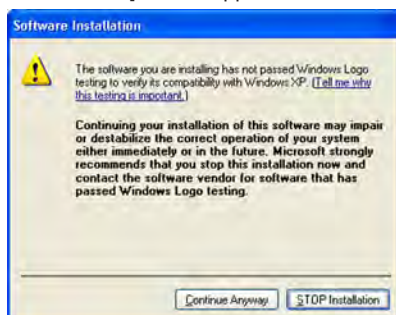 Software Installation
The software you are installing has not passed Windows Logo
testing to verify its compatibility with Windows XP. (Tell me why
this testing is important.)
Continuing your installation of this software may impair
or destabilize the correct operation of your system
either immediately or in the future. Microsoft strongly
recommends that you stop this installation now and
contact the software vendor for software that has
passed Windows Logo testing.
Continue Anyway STOP Installation